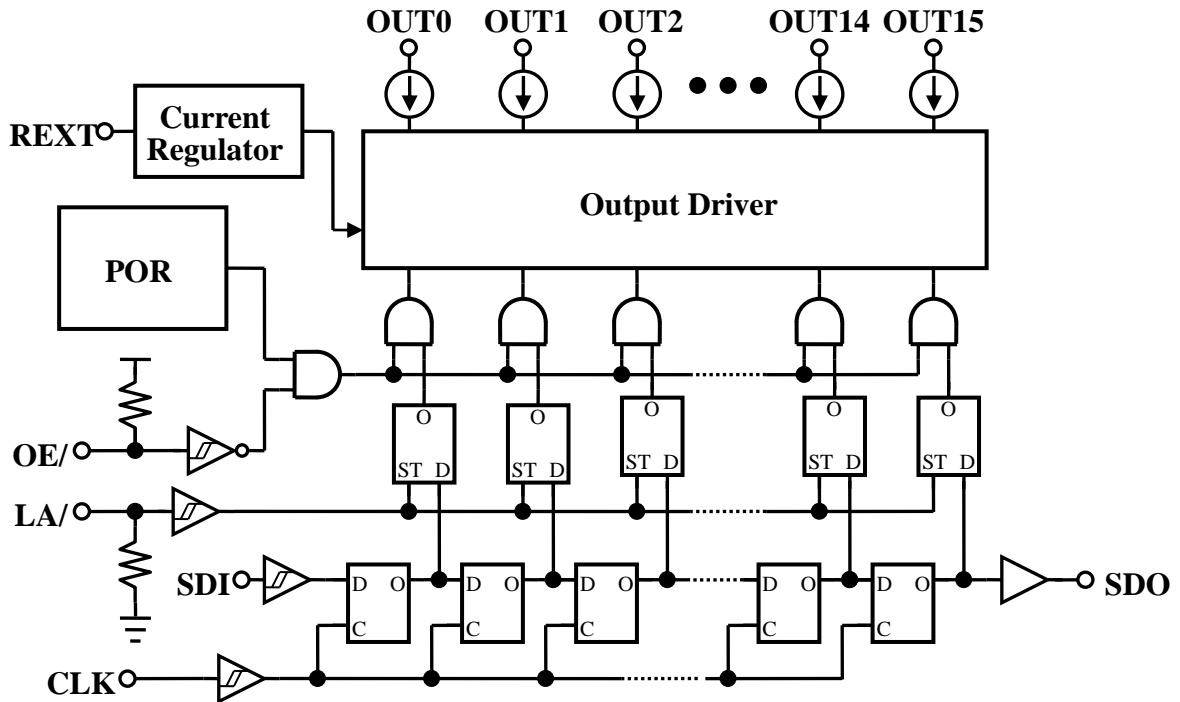 OUT0 OUT1 OUT2 OUT14 OUT15
REXT
Current
Regulator
Output Driver
POR
O O O O O
OE/
ST D ST D ST D ST D ST D
LA/
SDI
D O D O D O D O D O
SDO
C C C C C
CLK